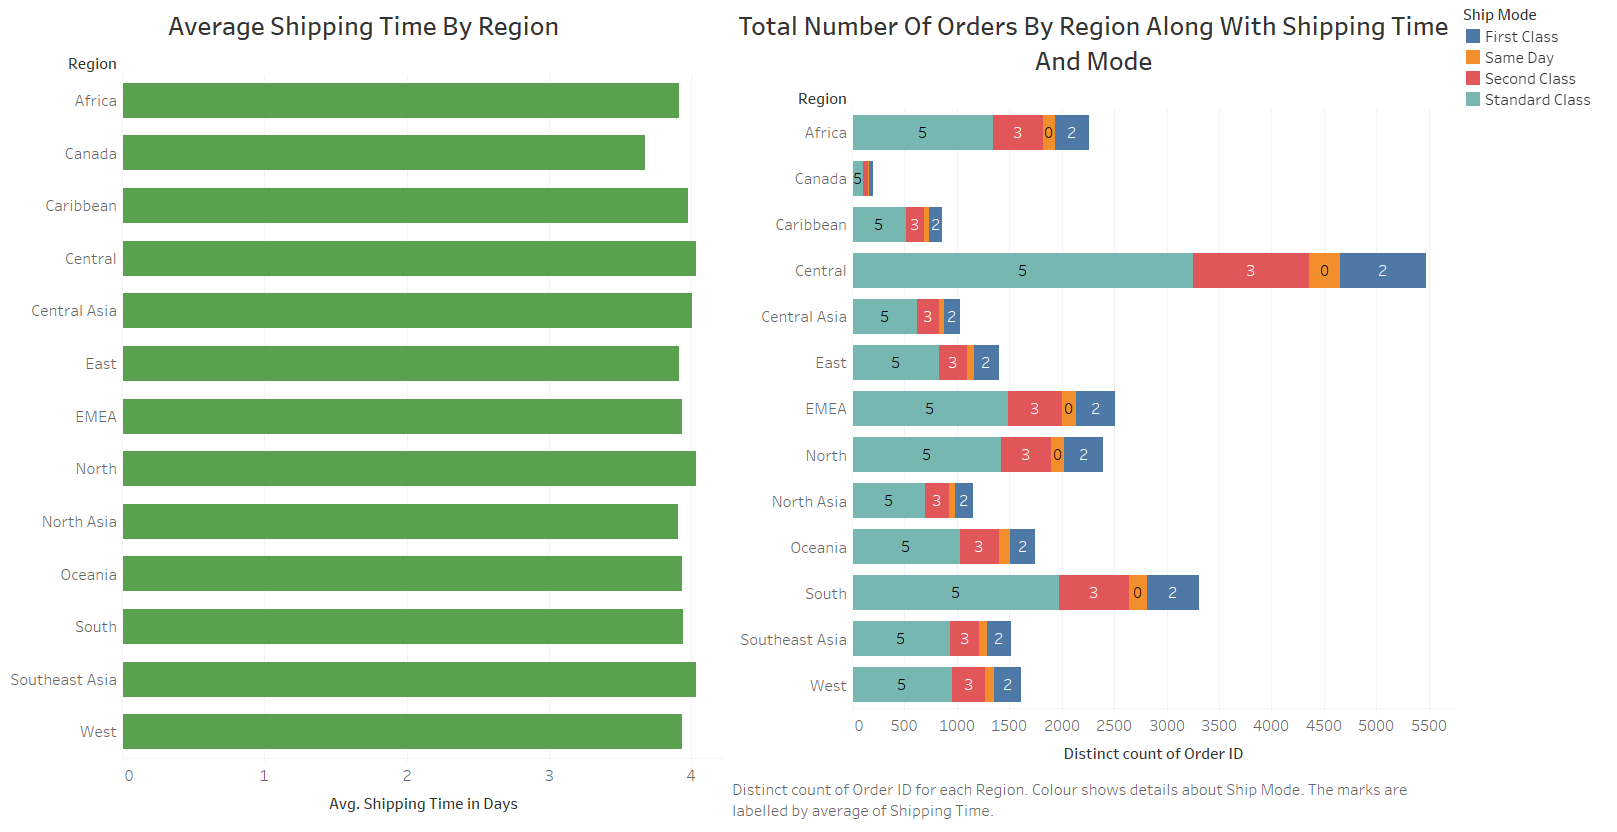 Average Shipping Time By Region
Region
Africa
Canada
Caribbean
Central
Central Asia
East
EMEA
North
North Asia
Oceania
South
Southeast Asia
West
0 1 2 3 4
Avg. Shipping Time in Days
Total Number Of Orders By Region Along With Shipping Time
And Mode
Region
Africa 5 3 0 2
Canada 5
Caribbean 5 3 2
Central 5 3 0 2
Central Asia 5 3 2
East 5 3 2
EMEA 5 3 0 2
North 5 3 0 2
North Asia 5 3 2
Oceania 5 3 2
South 5 3 0 2
Southeast Asia 5 3 2
West 5 3 2
0 500 1000 1500 2000 2500 3000 3500 4000 4500 5000 5500
Distinct count of Order ID
Distinct count of Order ID for each Region. Colour shows details about Ship Mode. The marks are
labelled by average of Shipping Time.
Ship Mode
First Class
Same Day
Second Class
Standard Class